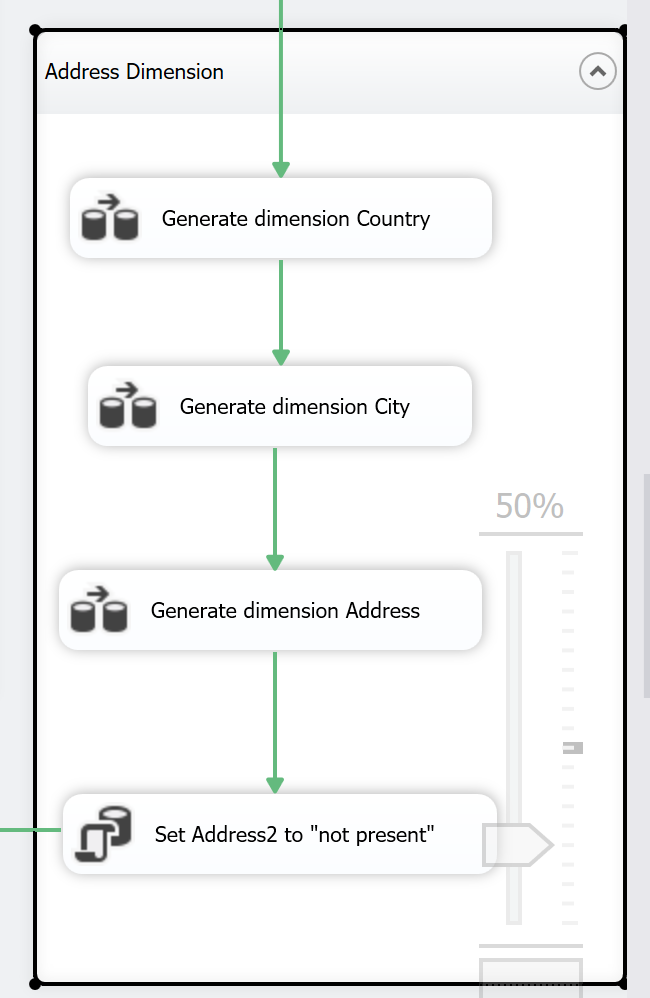 Address Dimension
Generate dimension Country
Generate dimension City
50%
Generate dimension Address
Set Address2 to "not present"